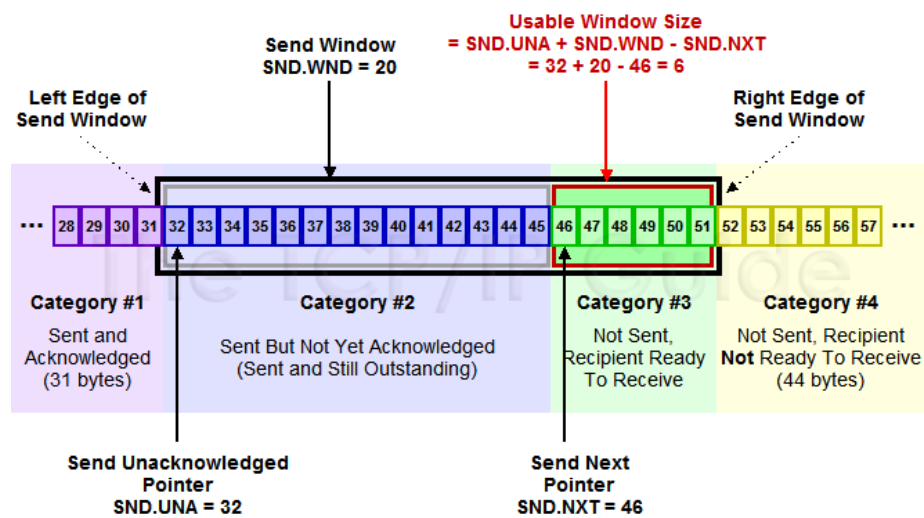 Usable Window Size
= SND.UNA + SND.WND - SND.NXT
= 32 + 20 - 46 = 6
Send Window
SND.WND = 20
Left Edge of
Send Window
Right Edge of
Send Window
... 28 29 30 31 32 33 34 35 36 37 38 39 40 41 42 43 44 45 46 47 48 49 50 51 52 53 54 55 56 57 ...
The TCP/IP Guide
Category #1
Sent and
Acknowledged
(31 bytes)
Category #2
Sent But Not Yet Acknowledged
(Sent and Still Outstanding)
Category #3
Not Sent,
Recipient Ready
To Receive
Category #4
Not Sent, Recipient
Not Ready To Receive
(44 bytes)
Send Unacknowledged
Pointer
SND.UNA = 32
Send Next
Pointer
SND.NXT = 46